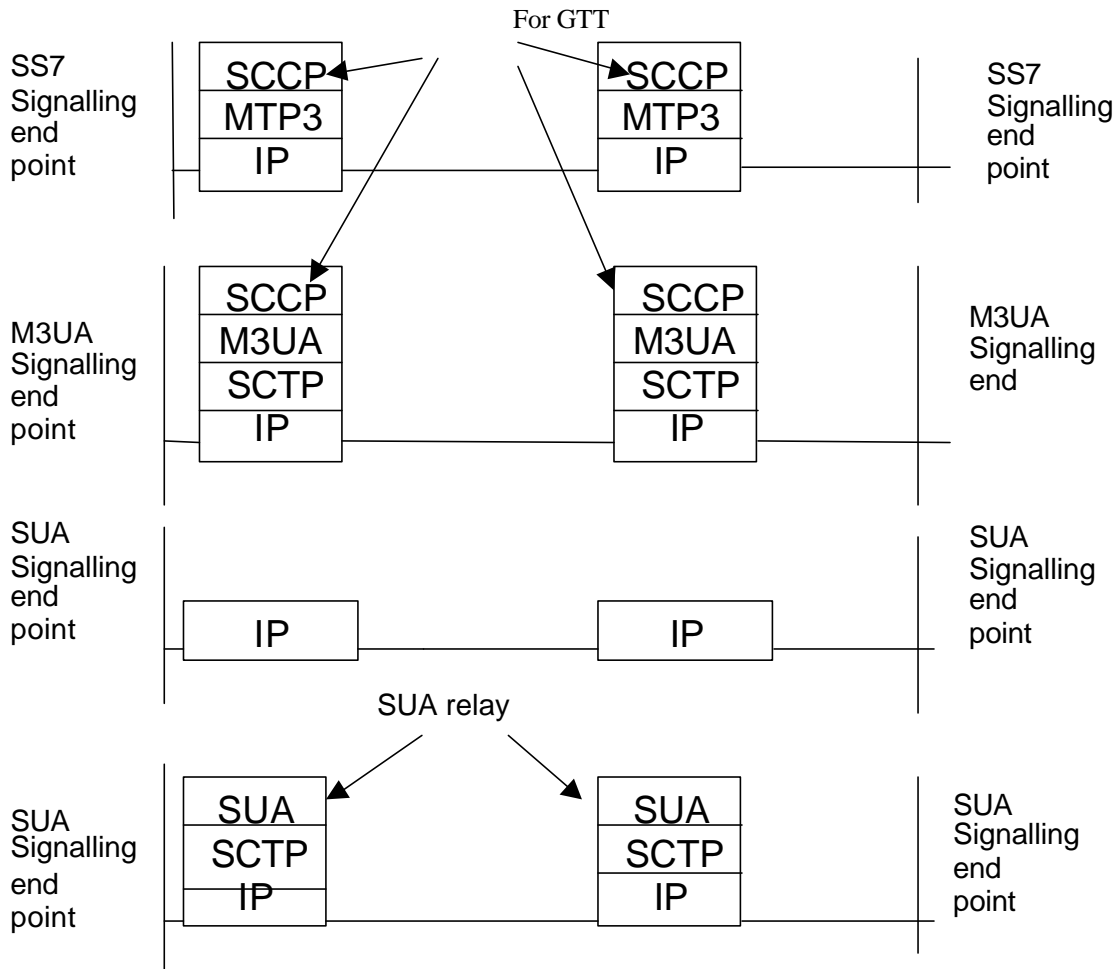 For GTT
SS7
Signalling
end
point
SCCP
MTP3
IP
SCCP
MTP3
IP
SS7
Signalling
end
point
M3UA
Signalling
end
point
SCCP
M3UA
SCTP
IP
SCCP
M3UA
SCTP
IP
M3UA
Signalling
end
SUA
Signalling
end
point
IP
IP
SUA
Signalling
end
point
SUA relay
SUA
Signalling
end
point
SUA
SCTP
IP
SUA
SCTP
IP
SUA
Signalling
end
point